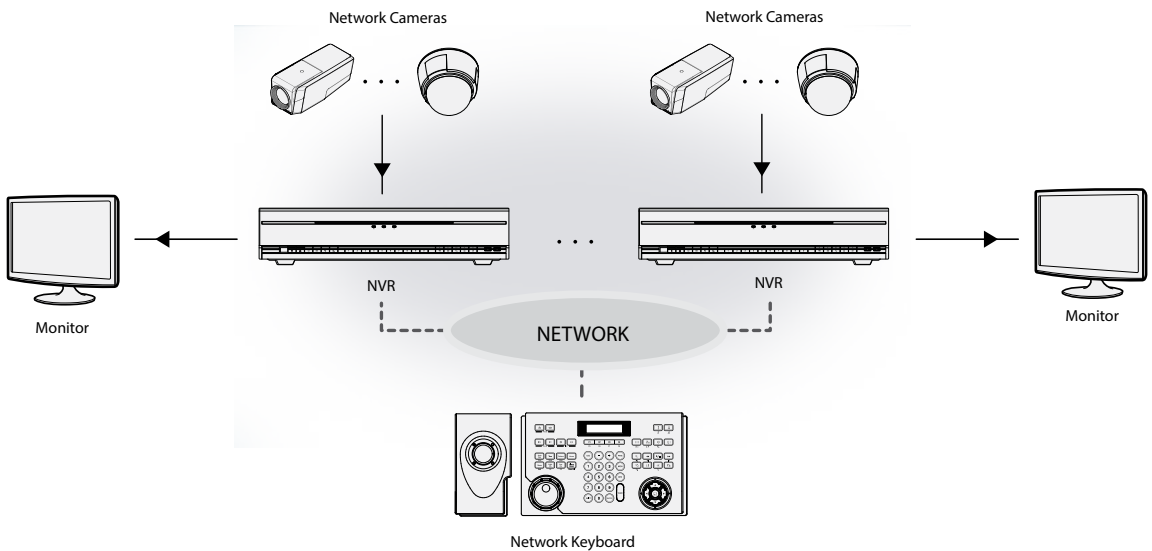 Network Cameras
Network Cameras
NVR
NVR
Monitor
Monitor
NETWORK
Network Keyboard